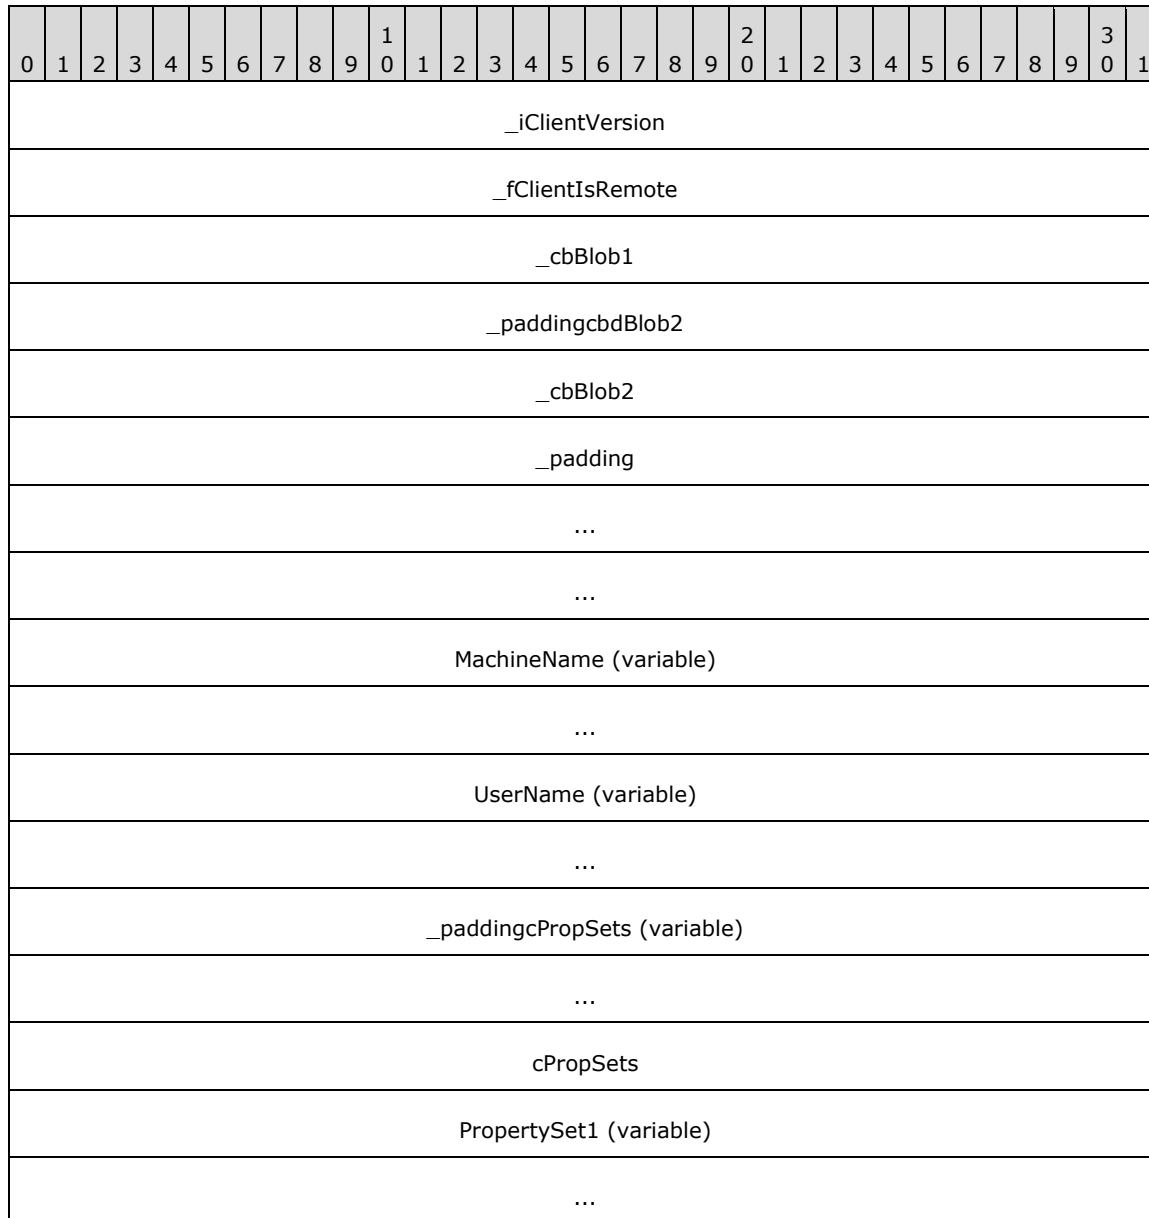 1 2 3
0 1 2 3 4 5 6 7 8 9 0 1 2 3 4 5 6 7 8 9 0 1 2 3 4 5 6 7 8 9 0 1
_iClientVersion
_fClientIsRemote
_cbBlob1
_paddingcbdBlob2
_cbBlob2
_padding
...
...
MachineName (variable)
...
UserName (variable)
...
_paddingcPropSets (variable)
...
cPropSets
PropertySet1 (variable)
...